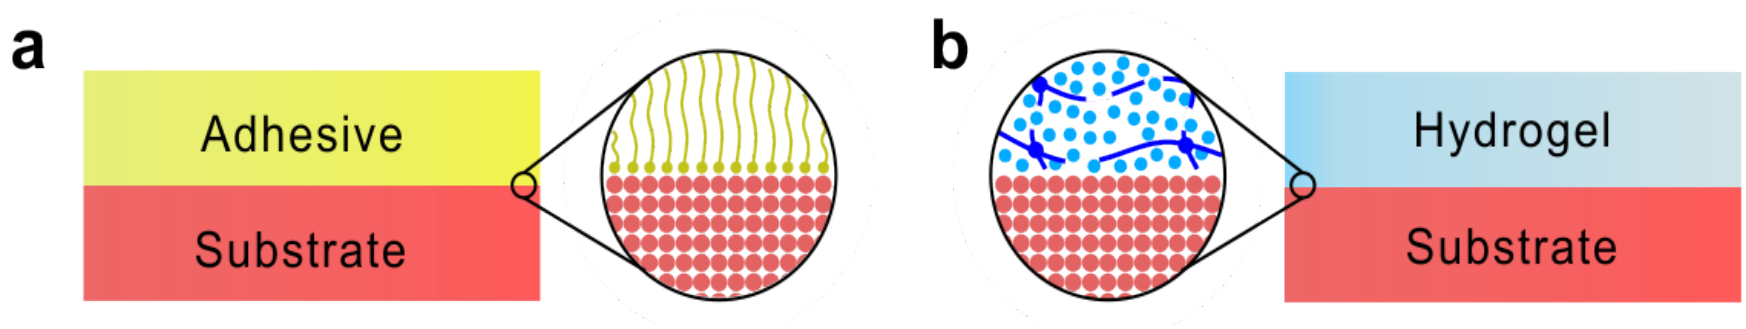 a
Adhesive
Substrate
b
Hydrogel
Substrate